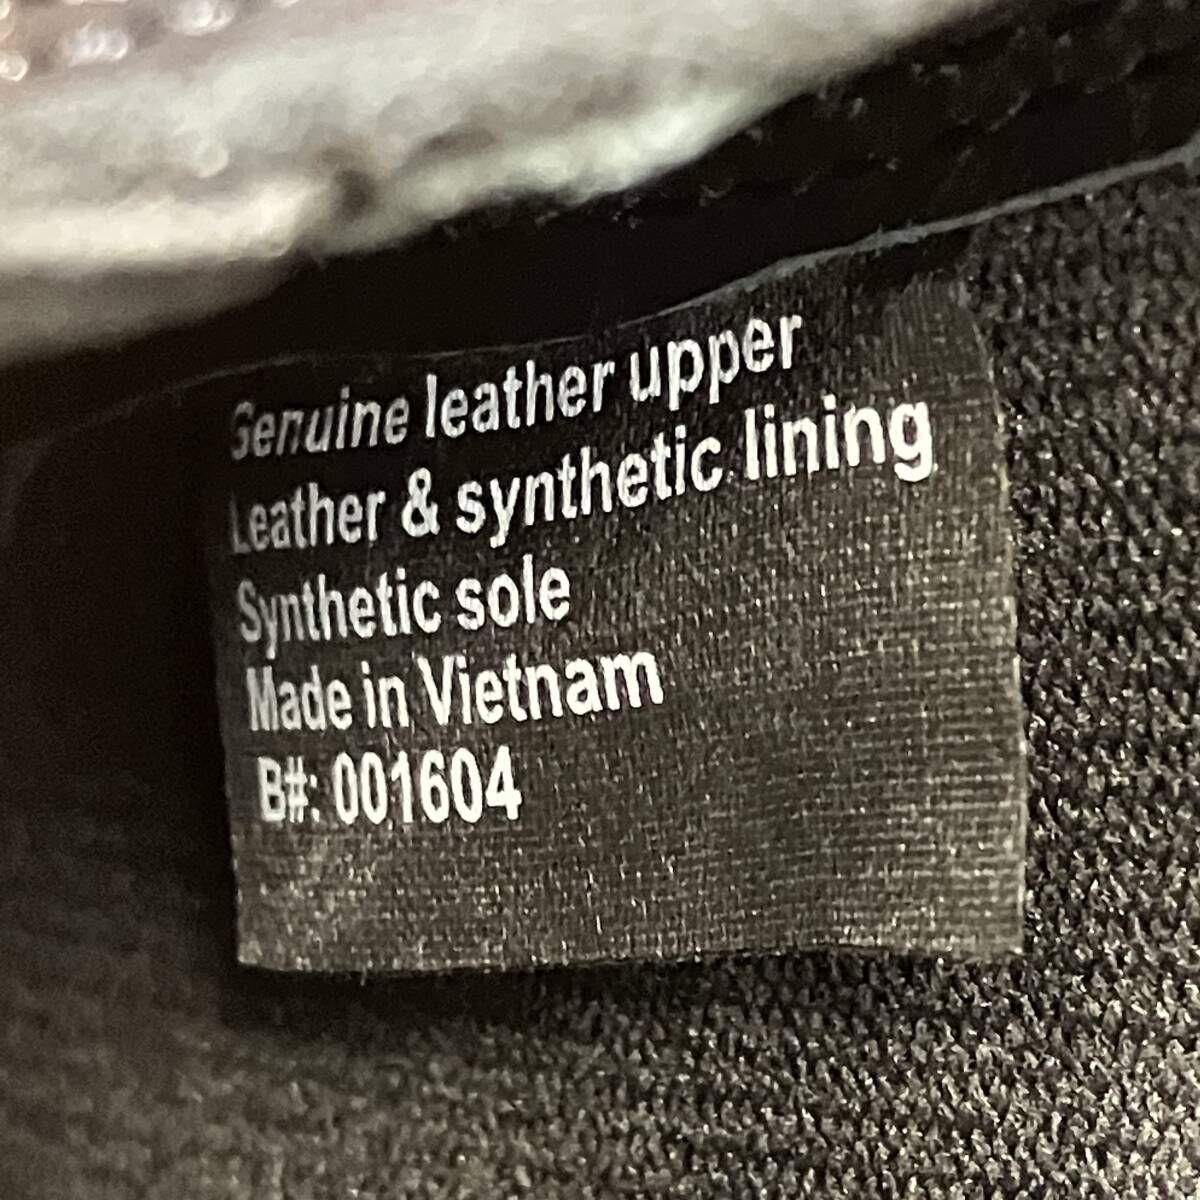 Genuine leather upper
Leather & synthetic lining
Synthetic sole
Made in Vietnam
B#: 001604